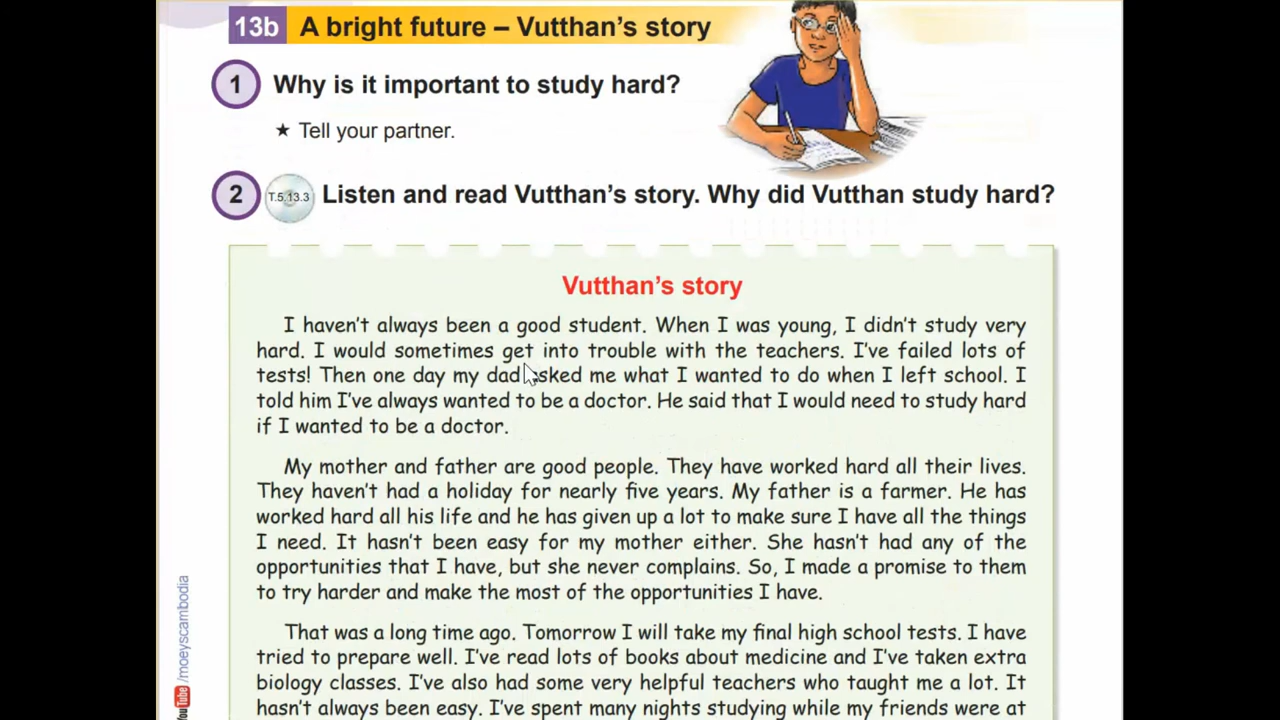 13b A bright future – Vutthan's story
1 Why is it important to study hard?
★ Tell your partner.
2 T.5.13.3 Listen and read Vutthan's story. Why did Vutthan study hard?
Vutthan's story
I haven't always been a good student. When I was young, I didn't study very
hard. I would sometimes get into trouble with the teachers. I've failed lots of
tests! Then one day my dad asked me what I wanted to do when I left school. I
told him I've always wanted to be a doctor. He said that I would need to study hard
if I wanted to be a doctor.
My mother and father are good people. They have worked hard all their lives.
They haven't had a holiday for nearly five years. My father is a farmer. He has
worked hard all his life and he has given up a lot to make sure I have all the things
I need. It hasn't been easy for my mother either. She hasn't had any of the
opportunities that I have, but she never complains. So, I made a promise to them
to try harder and make the most of the opportunities I have.
That was a long time ago. Tomorrow I will take my final high school tests. I have
tried to prepare well. I've read lots of books about medicine and I've taken extra
biology classes. I've also had some very helpful teachers who taught me a lot. It
hasn't always been easy. I've spent many nights studying while my friends were at
YouTube /moeyscambodia